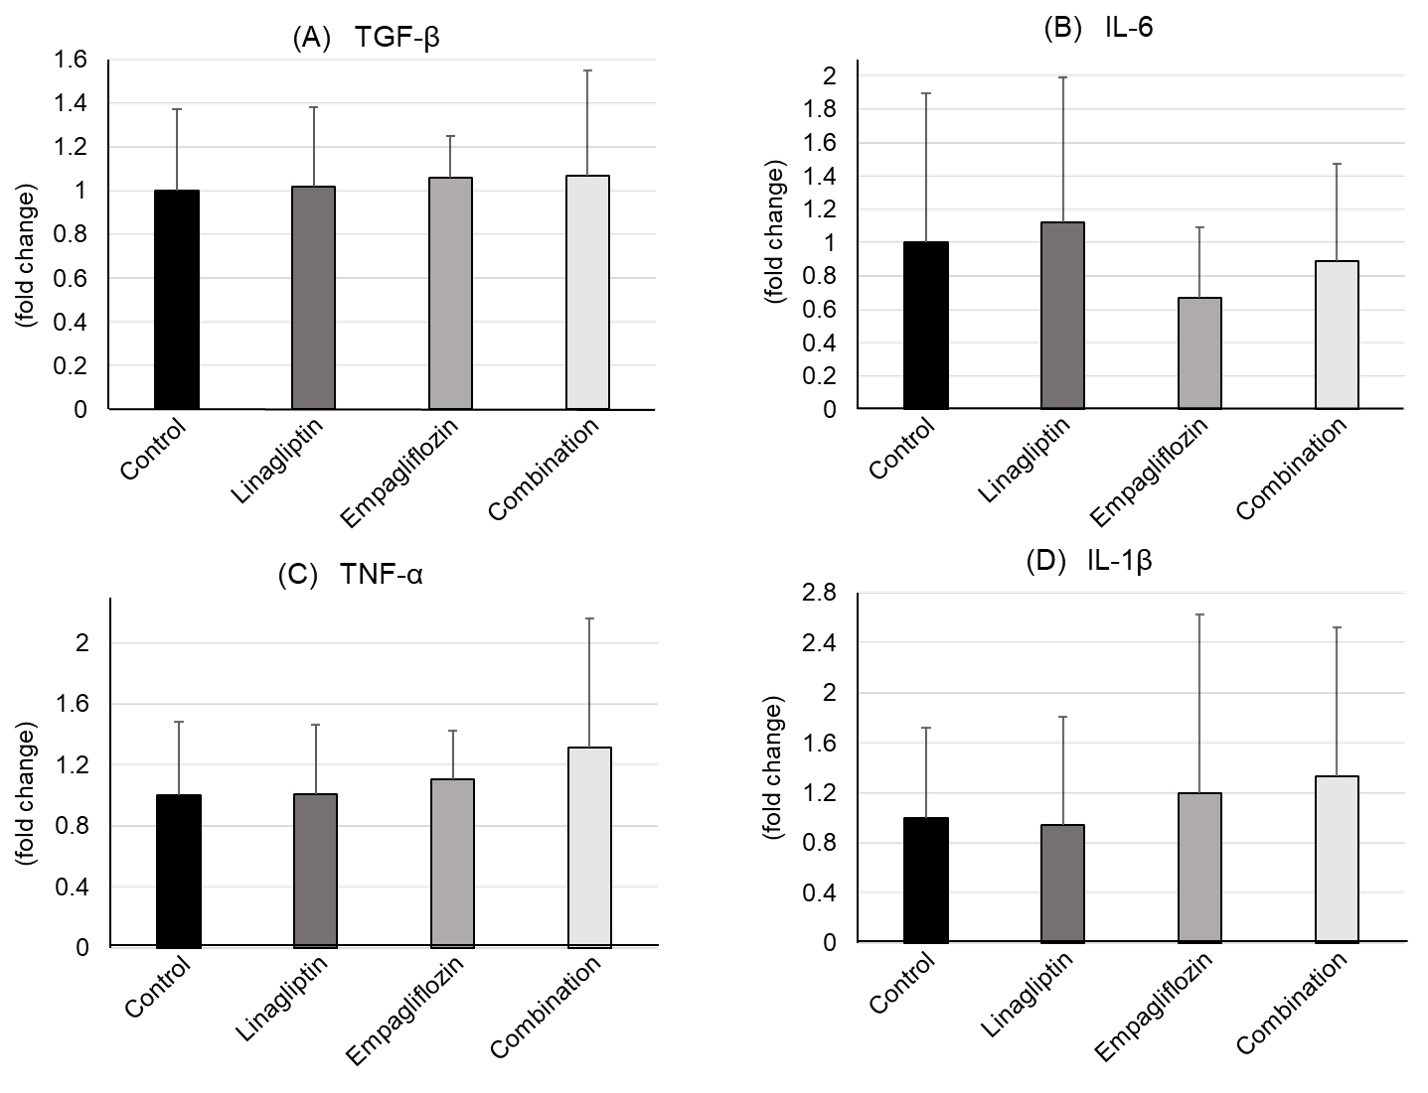 (A) TGF-β
1.6
1.4
1.2
1
0.8
0.6
0.4
0.2
0
(fold change)
Control
Linagliptin
Empagliflozin
Combination
(B) IL-6
2
1.8
1.6
1.4
1.2
1
0.8
0.6
0.4
0.2
0
(fold change)
Control
Linagliptin
Empagliflozin
Combination
(C) TNF-α
2
1.6
1.2
0.8
0.4
0
(fold change)
Control
Linagliptin
Empagliflozin
Combination
(D) IL-1β
2.8
2.4
2
1.6
1.2
0.8
0.4
0
(fold change)
Control
Linagliptin
Empagliflozin
Combination